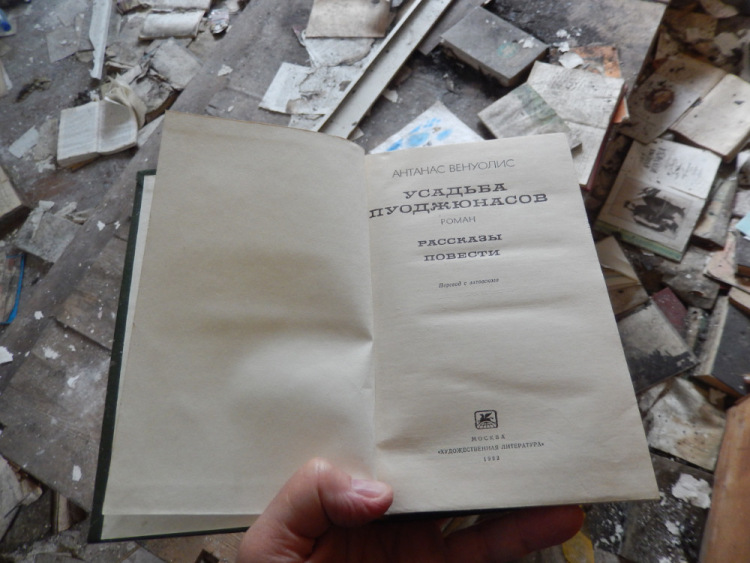 АНТАНАС ВЕНУОЛИС
УСАДЬБА
ПУОДЖЮНАСОВ
РОМАН
РАССКАЗЫ
ПОВЕСТИ
Перевод с литовского
МОСКВА
«ХУДОЖЕСТВЕННАЯ ЛИТЕРАТУРА»